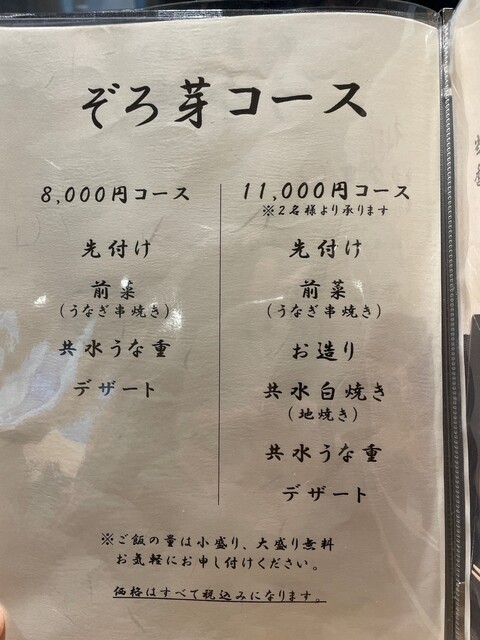 ぞろ芽コース
8,000円コース
先付け
前菜
(うなぎ串焼き)
共水うな重
デザート
11,000円コース
※2名様より承ります
先付け
前菜
(うなぎ串焼き)
お造り
共水白焼き
(地焼き)
共水うな重
デザート
※ご飯の量は小盛り、大盛り無料
お気軽にお申し付けください。
価格はすべて税込みになります。